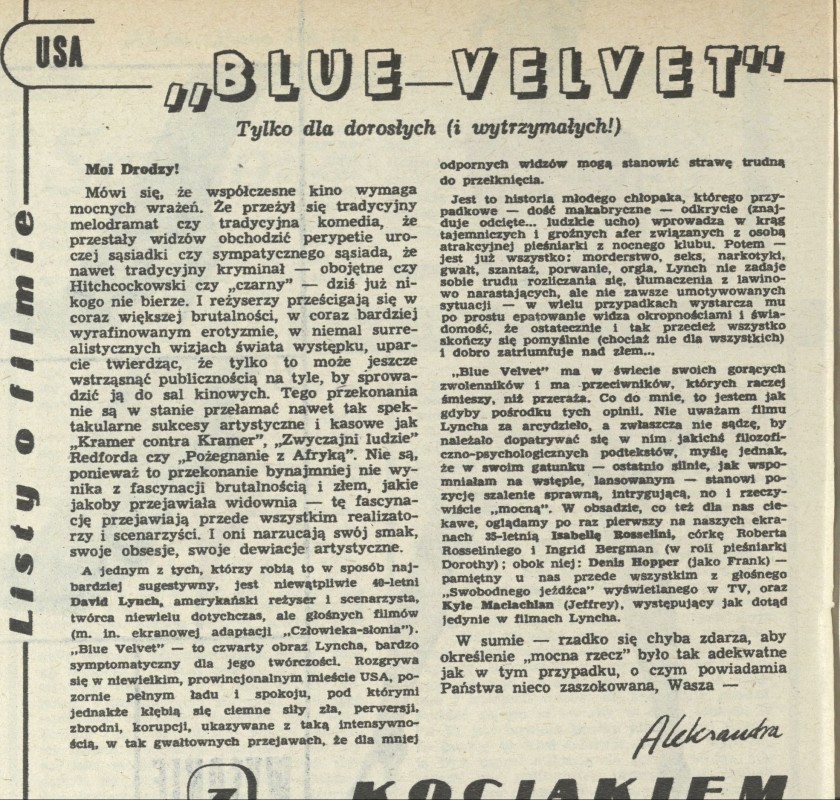 USA
„BLUE VELVET"
Tylko dla dorosłych (i wytrzymałych!)
Listy o filmie
Moi Drodzy!
Mówi się, że współczesne kino wymaga
mocnych wrażeń. Że przeżył się tradycyjny
melodramat czy tradycyjna komedia, że
przestały widzów obchodzić perypetie uro-
czej sąsiadki czy sympatycznego sąsiada, że
nawet tradycyjny kryminał — obojętne czy
Hitchcockowski czy „czarny" — dziś już ni-
kogo nie bierze. I reżyserzy prześcigają się w
coraz większej brutalności, w coraz bardziej
wyrafinowanym erotyzmie, w niemal surre-
alistycznych wizjach świata występku, upar-
cie twierdząc, że tylko to może jeszcze
wstrząsnąć publicznością na tyle, by sprowa-
dzić ją do sal kinowych. Tego przekonania
nie są w stanie przełamać nawet tak spek-
takularne sukcesy artystyczne i kasowe jak
„Kramer contra Kramer", „Zwyczajni ludzie"
Redforda czy „Pożegnanie z Afryką". Nie są,
ponieważ to przekonanie bynajmniej nie wy-
nika z fascynacji brutalnością i złem, jakie
jakoby przejawiała widownia — tę fascyna-
cję przejawiają przede wszystkim realizato-
rzy i scenarzyści. I oni narzucają swój smak,
swoje obsesje, swoje dewiacje artystyczne.
A jednym z tych, którzy robią to w sposób naj-
bardziej sugestywny, jest niewątpliwie 40-letni
David Lynch, amerykański reżyser i scenarzysta,
twórca niewielu dotychczas, ale głośnych filmów
(m. in. ekranowej adaptacji „Człowieka-słonia").
„Blue Velvet" — to czwarty obraz Lyncha, bardzo
symptomatyczny dla jego twórczości. Rozgrywa
się w niewielkim, prowincjonalnym mieście USA, po-
zornie pełnym ładu i spokoju, pod którymi
jednakże kłębią się ciemne siły zła, perwersji,
zbrodni, korupcji, ukazywane z taką intensywno-
ścią, w tak gwałtownych przejawach, że dla mniej
odpornych widzów mogą stanowić strawę trudną
do przełknięcia.
Jest to historia młodego chłopaka, którego przy-
padkowe — dość makabryczne — odkrycie (znaj-
duje odcięte... ludzkie ucho) wprowadza w krąg
tajemniczych i groźnych afer związanych z osobą
atrakcyjnej pieśniarki z nocnego klubu. Potem —
jest już wszystko: morderstwo, seks, narkotyki,
gwałt, szantaż, porwanie, orgia. Lynch nie zadaje
sobie trudu rozliczania się, tłumaczenia z lawino-
wo narastających, ale nie zawsze umotywowanych
sytuacji — w wielu przypadkach wystarcza mu
po prostu epatowanie widza okropnościami i świa-
domość, że ostatecznie i tak przecież wszystko
skończy się pomyślnie (chociaż nie dla wszystkich)
i dobro zatriumfuje nad złem...
„Blue Velvet" ma w świecie swoich gorących
zwolenników i ma przeciwników, których raczej
śmieszy, niż przeraża. Co do mnie, to jestem jak
gdyby pośrodku tych opinii. Nie uważam filmu
Lyncha za arcydzieło, a zwłaszcza nie sądzę, by
należało dopatrywać się w nim jakichś filozofi-
czno-psychologicznych podtekstów, myślę jednak,
że w swoim gatunku — ostatnio silnie, jak wspo-
mniałam na wstępie, lansowanym — stanowi po-
zycję szalenie sprawną, intrygującą, no i rzeczy-
wiście „mocną". W obsadzie, co też dla nas cie-
kawe, oglądamy po raz pierwszy na naszych ekra-
nach 35-letnią Isabellę Rosselini, córkę Roberta
Rosseliniego i Ingrid Bergman (w roli pieśniarki
Dorothy); obok niej: Denis Hopper (jako Frank) —
pamiętny u nas przede wszystkim z głośnego
„Swobodnego jeźdźca" wyświetlanego w TV, oraz
Kyle Maclachlan (Jeffrey), występujący jak dotąd
jedynie w filmach Lyncha.
W sumie — rzadko się chyba zdarza, aby
określenie „mocna rzecz" było tak adekwatne
jak w tym przypadku, o czym powiadamia
Państwa nieco zaszokowana, Wasza —
Aleksandra
Z KOCIAKIEM